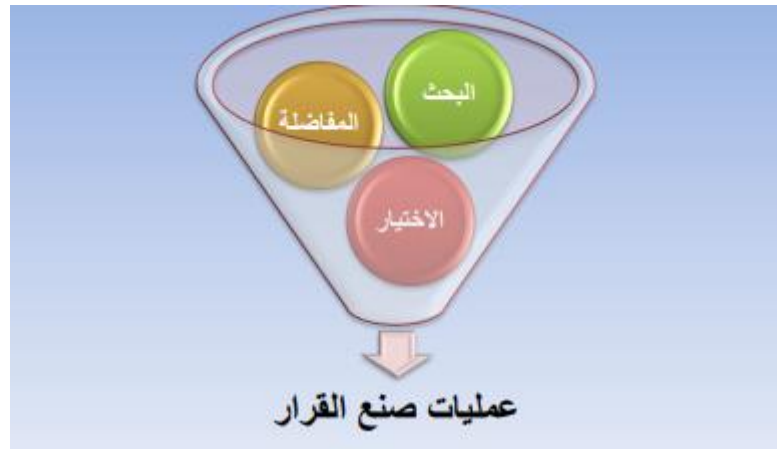 البحث
المفاضلة
الاختيار
عمليات صنع القرار